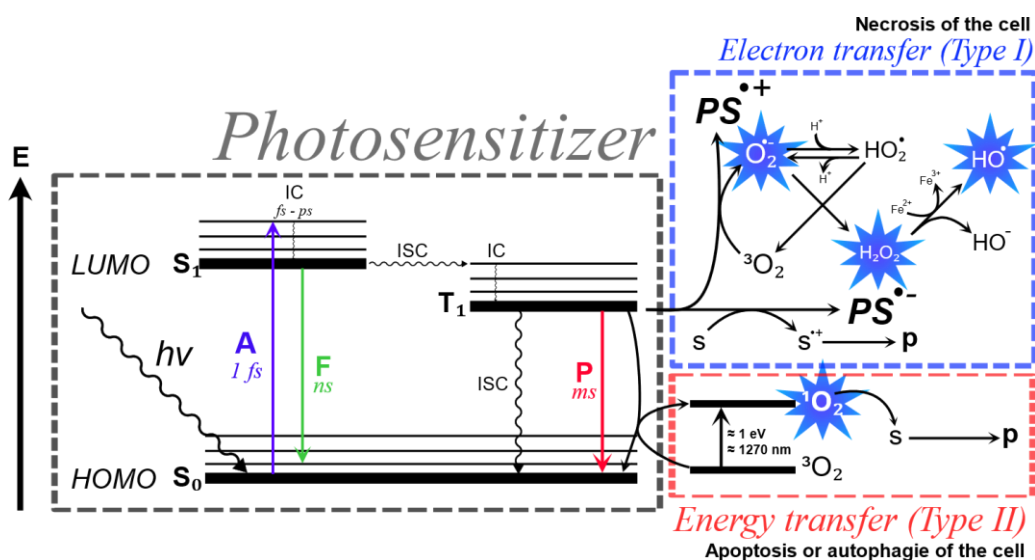 Necrosis of the cell
Electron transfer (Type I)
Photosensitizer
E
IC
fs - ps
LUMO S₁
ISC
IC
T₁
hν
A
1 fs
F
ns
ISC
P
ms
HOMO S₀
PS•+
O₂•-
H⁺
H⁺
HO₂•
HO•
Fe³⁺
Fe²⁺
H₂O₂
HO⁻
³O₂
PS•-
S
S•+
p
¹O₂
≈ 1 eV
≈ 1270 nm
³O₂
S
p
Energy transfer (Type II)
Apoptosis or autophagie of the cell